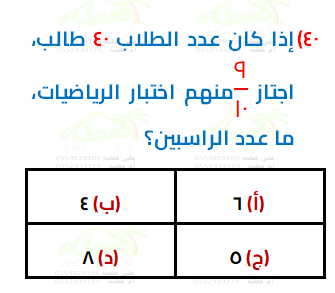 ٤٠) إذا كان عدد الطلاب ٤٠ طالب،
اجتاز ٩/١٠ منهم اختبار الرياضيات،
ما عدد الراسبين؟
(أ) ٦ (ب) ٤
(ج) ٥ (د) ٨